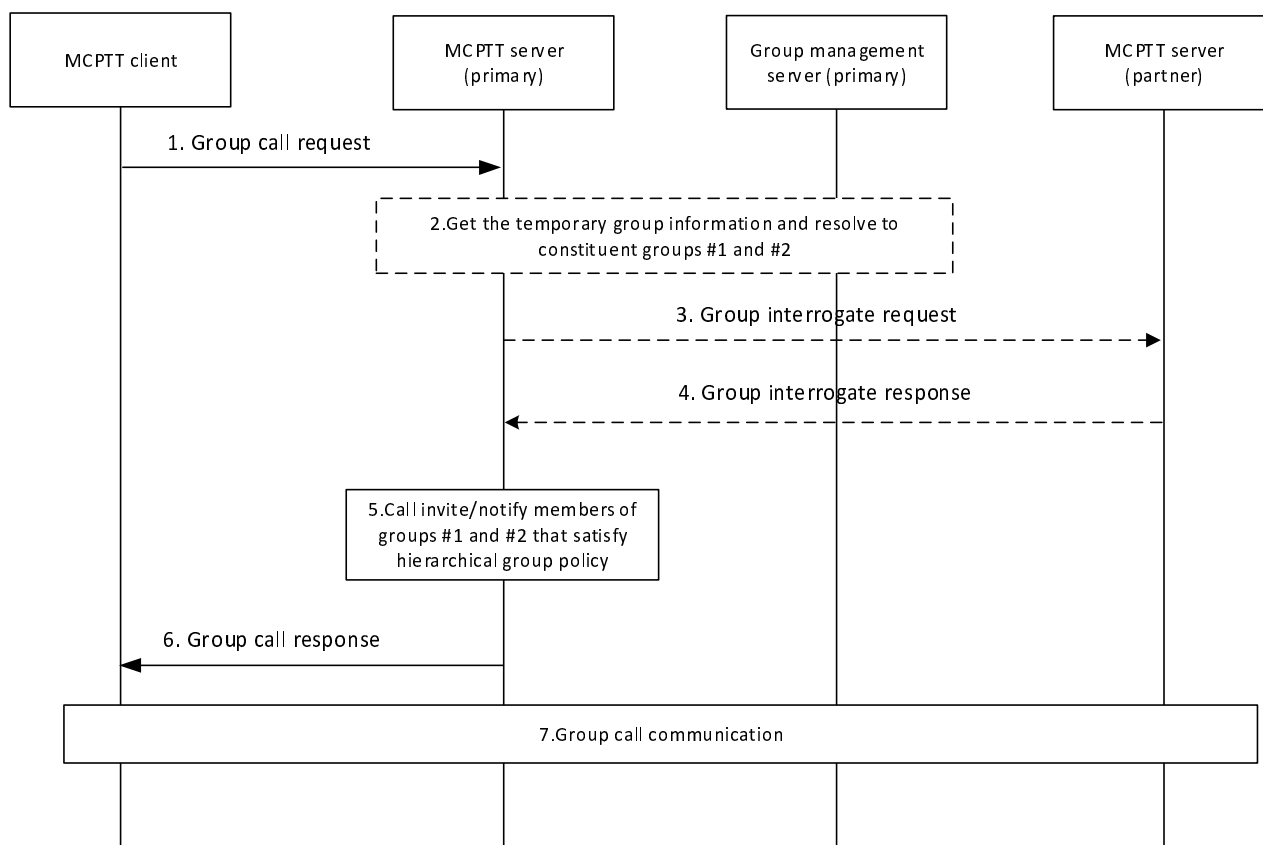 MCPTT client
MCPTT server
(primary)
Group management
server (primary)
MCPTT server
(partner)
1. Group call request
2.Get the temporary group information and resolve to
constituent groups #1 and #2
3. Group interrogate request
4. Group interrogate response
5.Call invite/notify members of
groups #1 and #2 that satisfy
hierarchical group policy
6. Group call response
7.Group call communication